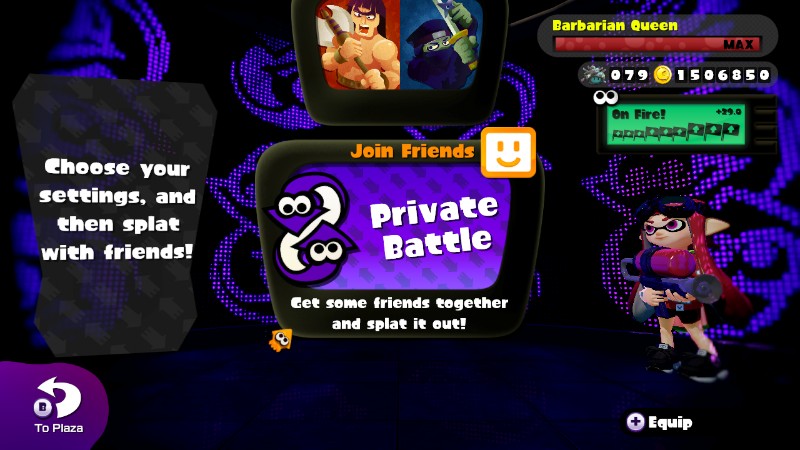 Barbarian Queen
MAX
079 1506850
On Fire! +29.0
Choose your
settings, and
then splat
with friends!
Join Friends
Private
Battle
Get some friends together
and splat it out!
B
To Plaza
Equip